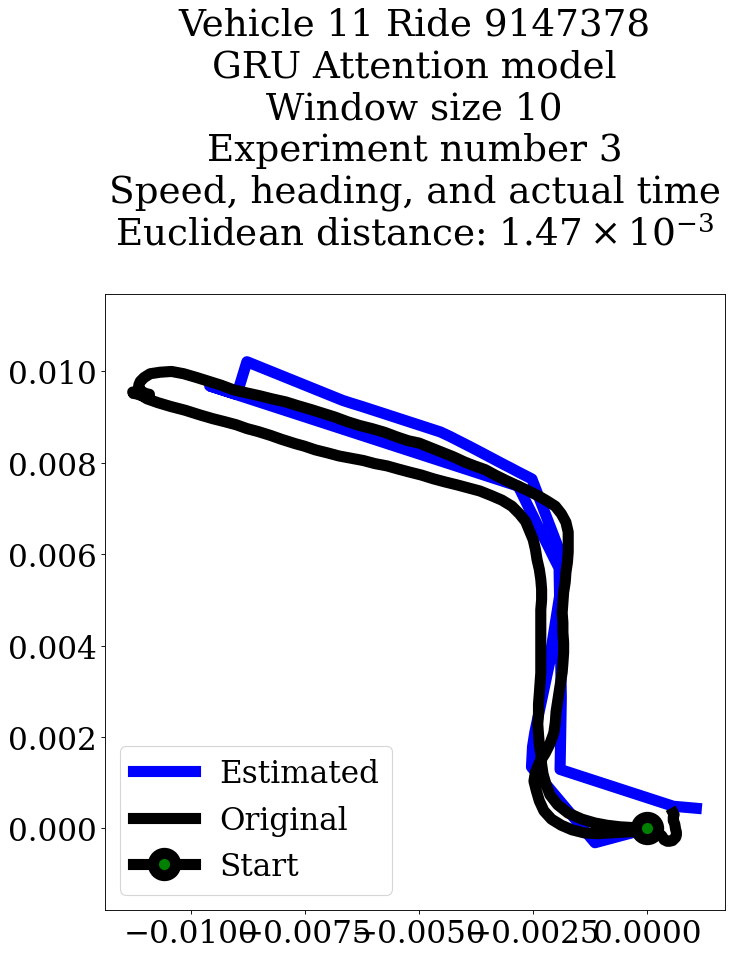 Vehicle 11 Ride 9147378
GRU Attention model
Window size 10
Experiment number 3
Speed, heading, and actual time
Euclidean distance: 1.47 × 10⁻³
0.010
0.008
0.006
0.004
0.002
0.000
Estimated
Original
Start
−0.0100 −0.0075 −0.0050 −0.0025 0.0000